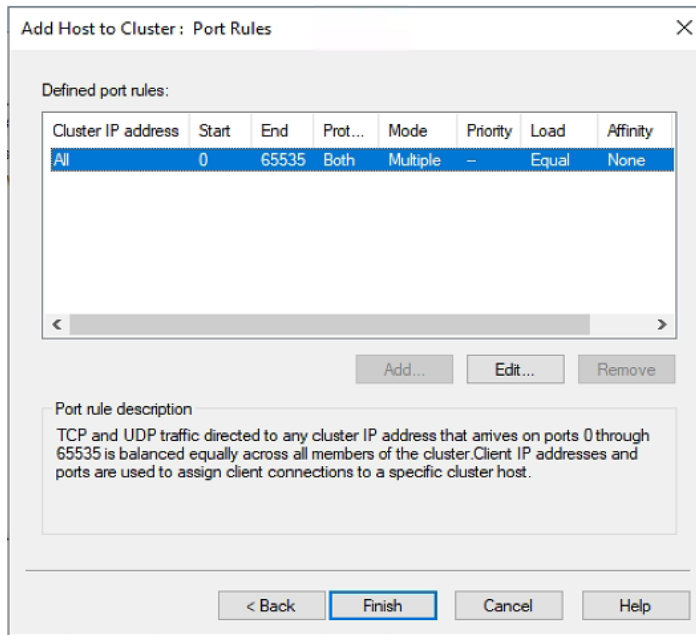 Add Host to Cluster : Port Rules
Defined port rules:
Cluster IP address Start End Prot... Mode Priority Load Affinity
All 0 65535 Both Multiple -- Equal None
Add... Edit... Remove
Port rule description
TCP and UDP traffic directed to any cluster IP address that arrives on ports 0 through
65535 is balanced equally across all members of the cluster.Client IP addresses and
ports are used to assign client connections to a specific cluster host.
< Back Finish Cancel Help